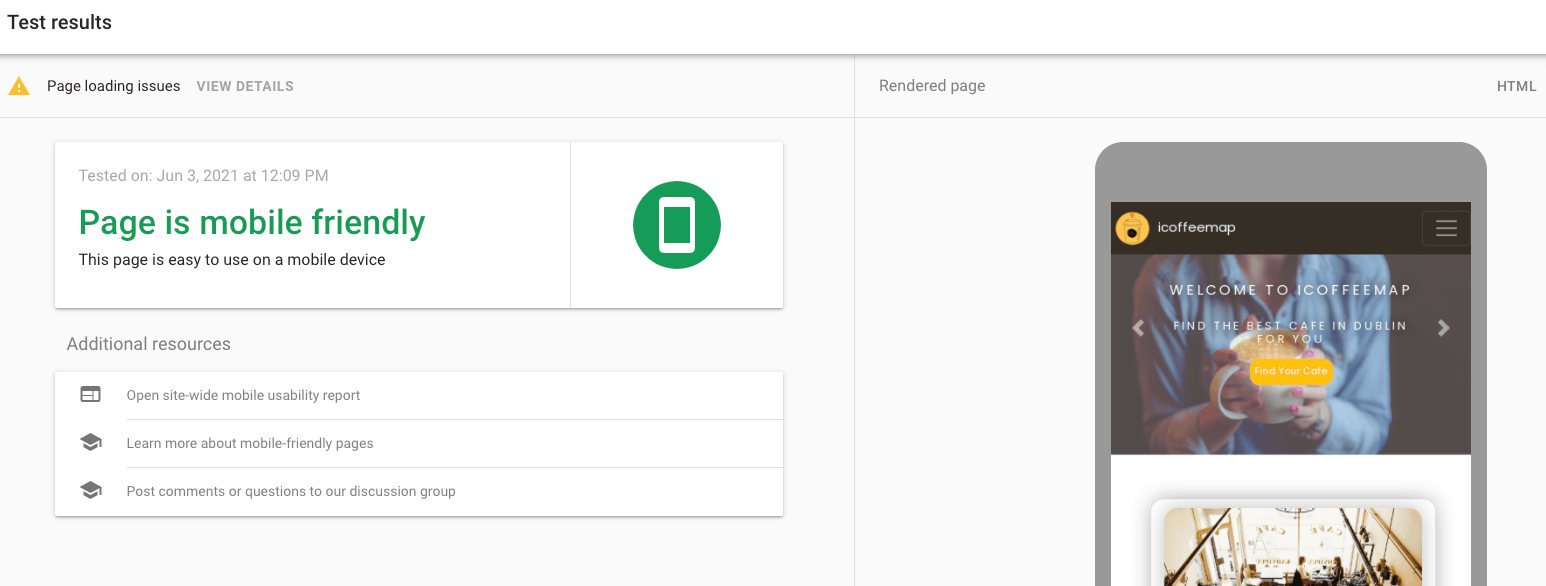 Test results
Page loading issues VIEW DETAILS
Tested on: Jun 3, 2021 at 12:09 PM
Page is mobile friendly
This page is easy to use on a mobile device
Additional resources
Open site-wide mobile usability report
Learn more about mobile-friendly pages
Post comments or questions to our discussion group
Rendered page HTML
icoffeemap
WELCOME TO ICOFFEEMAP
FIND THE BEST CAFE IN DUBLIN
FOR YOU
Find Your Cafe